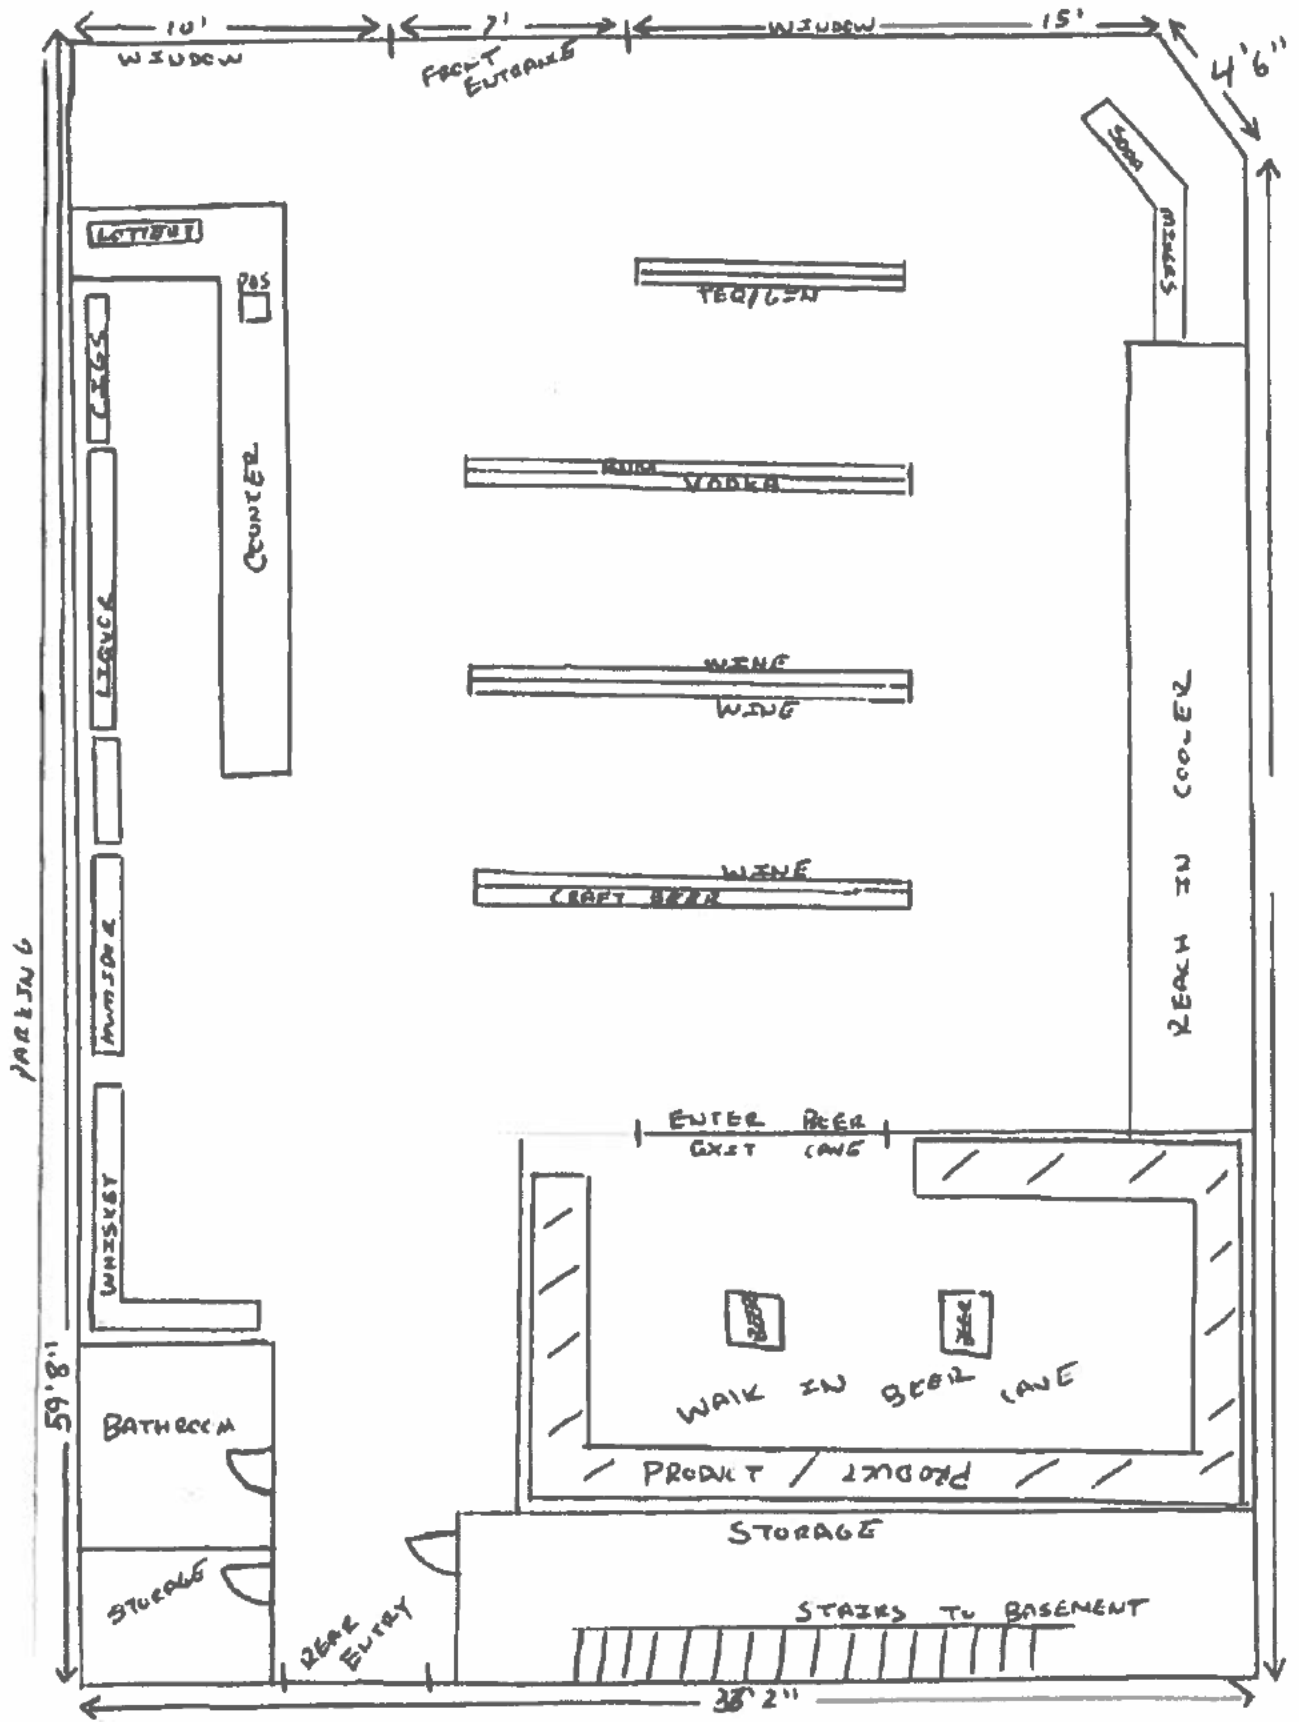 10'
7'
WINDOW
15'
WINDOW
FRONT
ENTRANCE
4'6"
SODA
MIXERS
LOTTERY
POS
TEQ/GIN
CIGS
COUNTER
RUM
VODKA
LIQUOR
WINE
WINE
REACH IN COOLER
WINE
CRAFT BEER
HUMIDOR
PARKING
ENTER BEER
EXIT CAVE
WHISKEY
BEER
BEER
WALK IN BEER CAVE
59'8"
BATHROOM
PRODUCT / PRODUCT
STORAGE
STORAGE
REAR
ENTRY
STAIRS TO BASEMENT